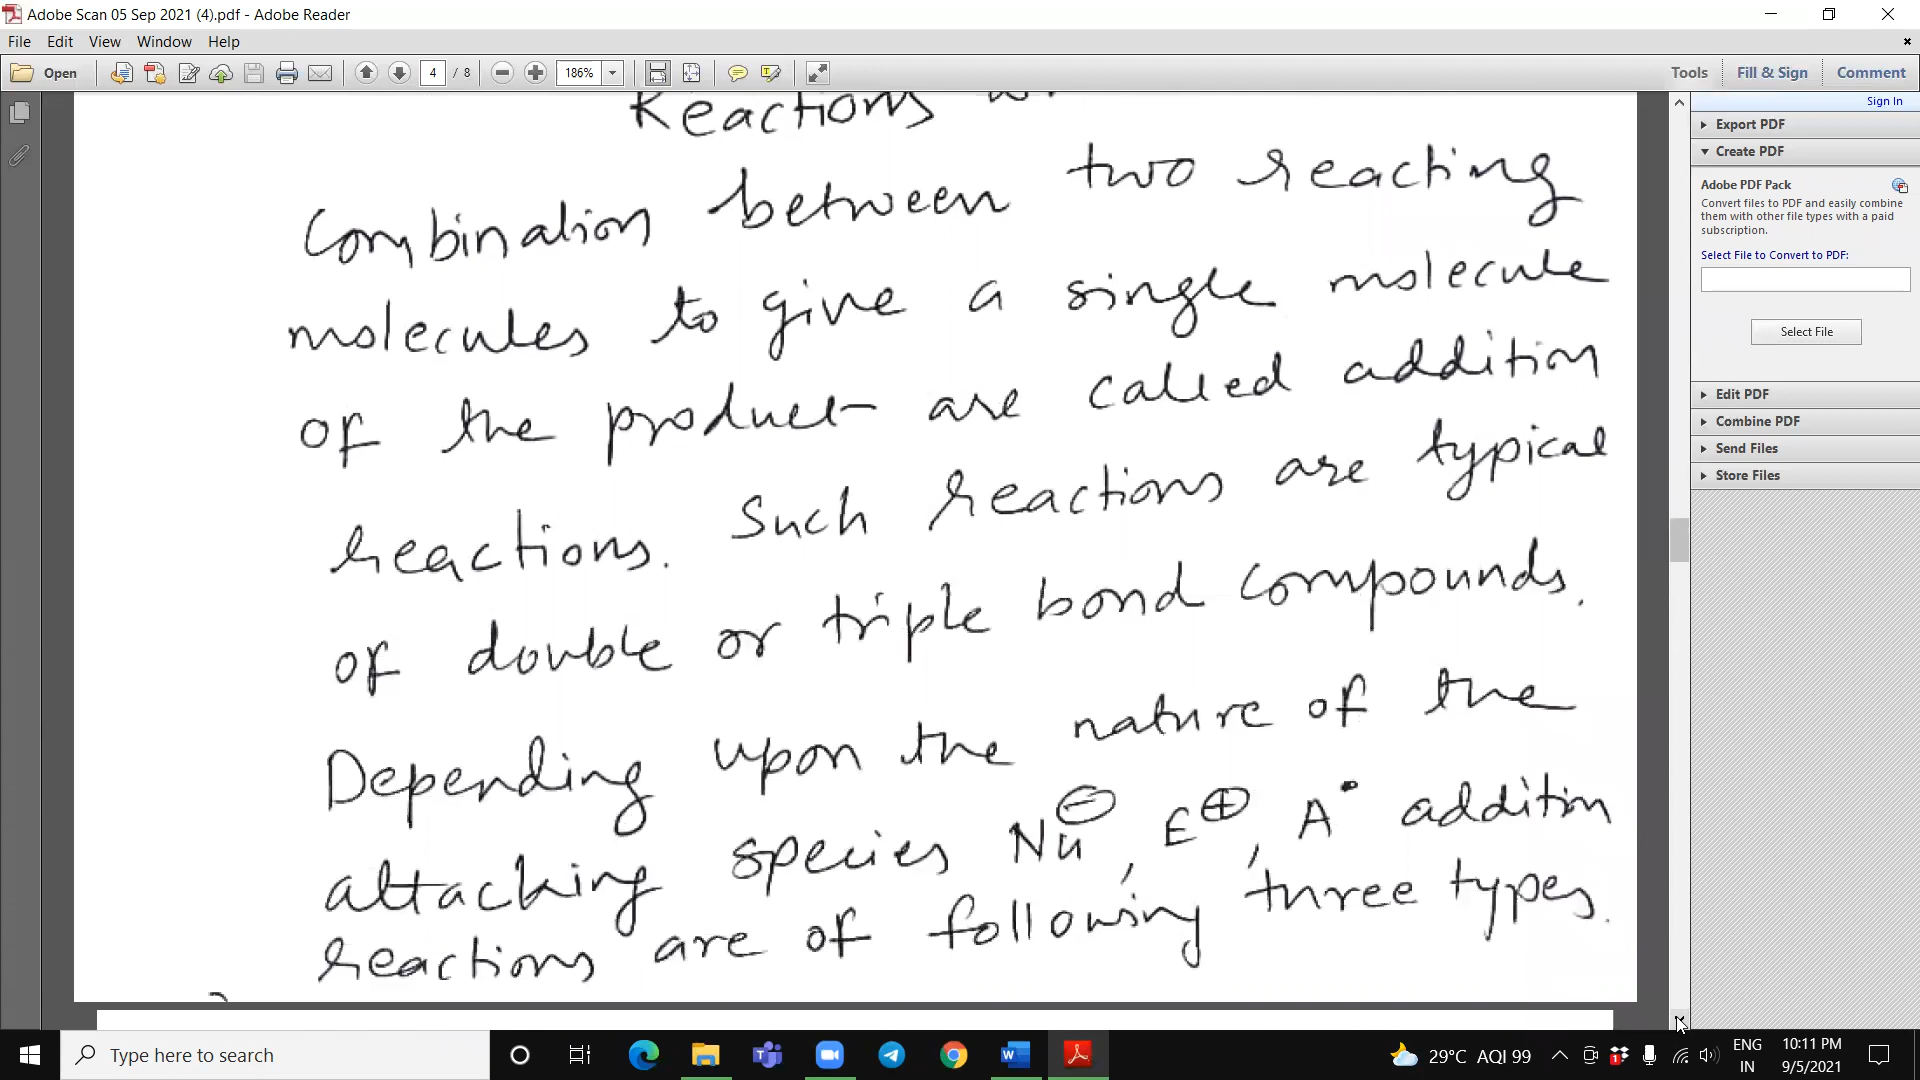 Adobe Scan 05 Sep 2021 (4).pdf - Adobe Reader
File Edit View Window Help
Open 4 / 8 186% Tools Fill & Sign Comment
Sign In
Export PDF
Create PDF
Adobe PDF Pack
Convert files to PDF and easily combine
them with other file types with a paid
subscription.
Select File to Convert to PDF:
Select File
Edit PDF
Combine PDF
Send Files
Store Files
Reactions
Combination between two reacting
molecules to give a single molecule
of the product are called addition
reactions. Such reactions are typical
of double or triple bond compounds.
Depending upon the nature of the
attacking species Nu⊖, E⊕, A• addition
reactions are of following three types.
Type here to search
29°C AQI 99 ENG 10:11 PM
IN 9/5/2021